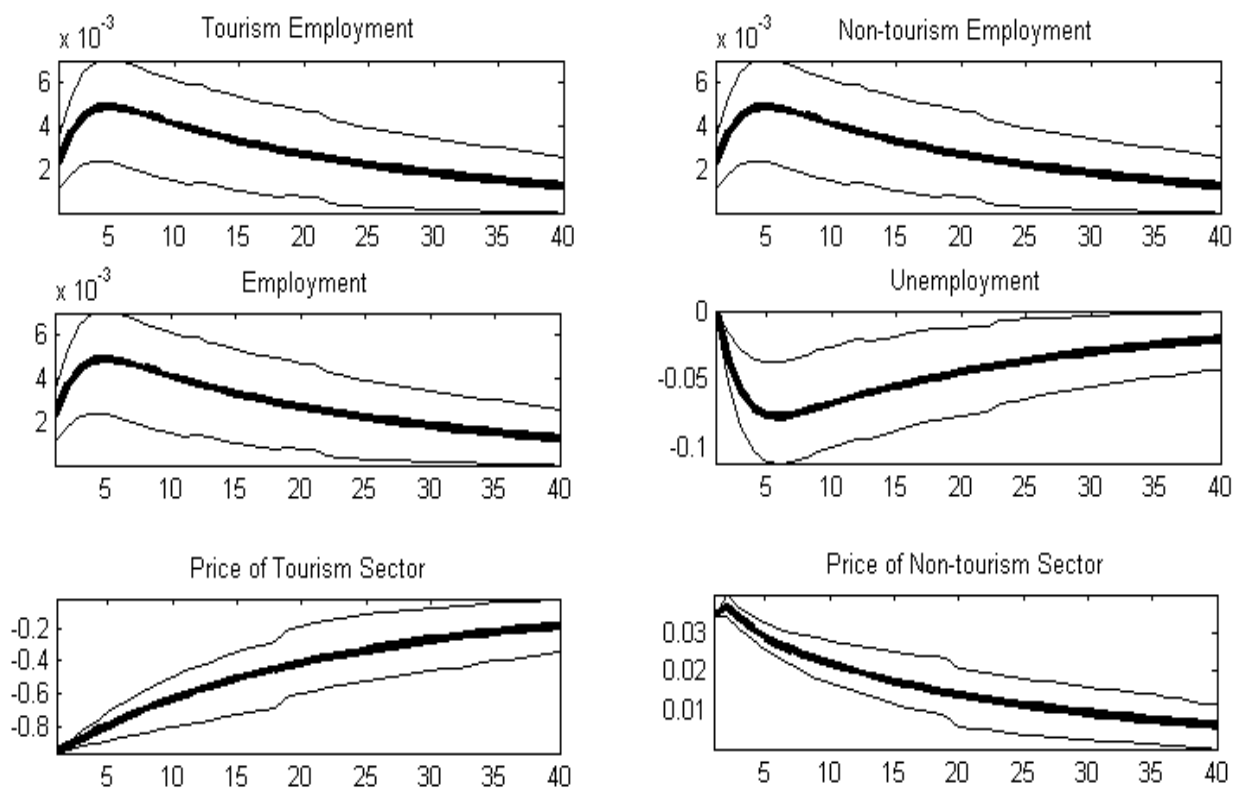 x 10^-3 Tourism Employment
6
4
2
5 10 15 20 25 30 35 40
x 10^-3 Non-tourism Employment
6
4
2
5 10 15 20 25 30 35 40
x 10^-3 Employment
6
4
2
5 10 15 20 25 30 35 40
Unemployment
0
-0.05
-0.1
5 10 15 20 25 30 35 40
Price of Tourism Sector
-0.2
-0.4
-0.6
-0.8
5 10 15 20 25 30 35 40
Price of Non-tourism Sector
0.03
0.02
0.01
5 10 15 20 25 30 35 40